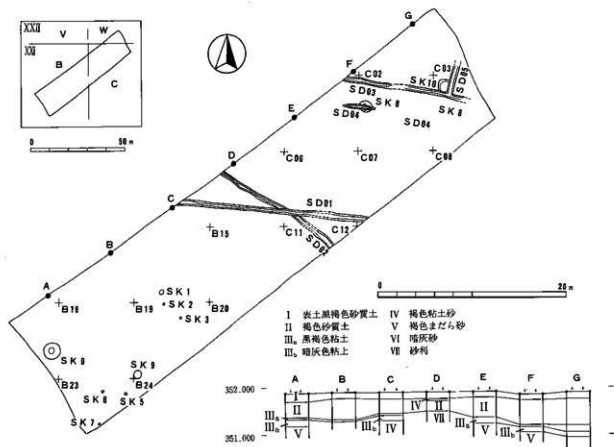 XXII
V
W
XXI
B
C
50 m
G
F
C02
C03
SD05
SK10
SD03
SK8
SD04
SD04
SK8
E
D
C06
C07
C08
C
SD01
B15
C11
C12
SD02
B
A
SK1
B18
B19
SK2
B20
SK3
20 m
SK9
B23
B24
SK6
SK5
SK7
I 表土黒褐色砂質土
II 褐色砂質土
IIIa 黒褐色粘土
IIIb 暗灰色粘土
IV 褐色粘土砂
V 褐色まだら砂
VI 暗灰砂
VII 砂利
A B C D E F G
352.000
I
II
IV
II
VII
II
IIIa
IIIb
V
IIIb
IV
V
IIIa
V
IIIb
V
351.000